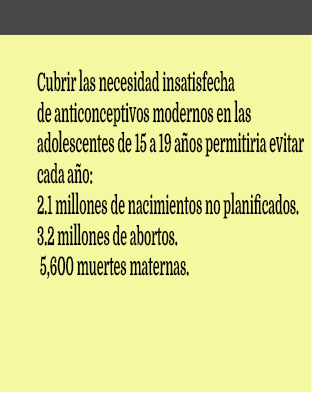 Cubrir las necesidad insatisfecha
de anticonceptivos modernos en las
adolescentes de 15 a 19 años permitiria evitar
cada año:
2.1 millones de nacimientos no planificados.
3.2 millones de abortos.
5,600 muertes maternas.